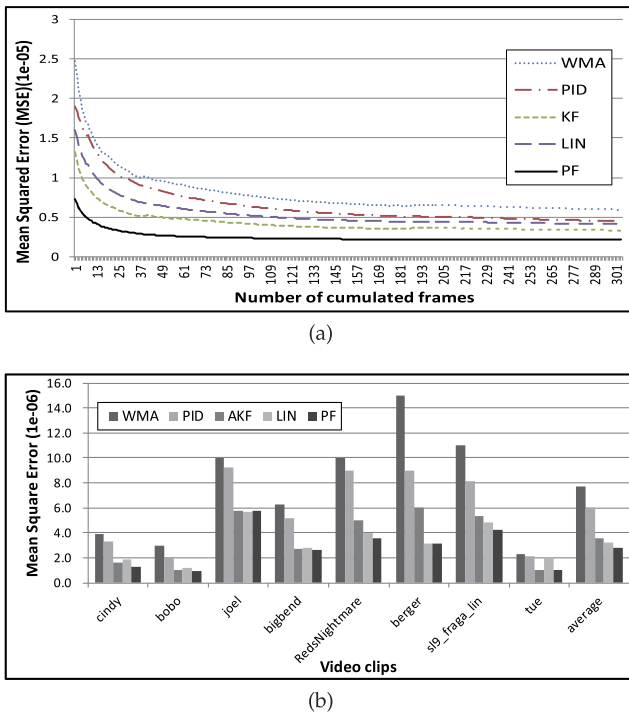 3
2.5
2
1.5
1
0.5
0
Mean Squared Error (MSE)(1e-05)
WMA
PID
KF
LIN
PF
1 13 25 37 49 61 73 85 97 109 121 133 145 157 169 181 193 205 217 229 241 253 265 277 289 301
Number of cumulated frames
(a)
16.0
14.0
12.0
10.0
8.0
6.0
4.0
2.0
0.0
Mean Square Error (1e-06)
WMA PID AKF LIN PF
cindy bobo joel bigbend RedsNightmare berger sl9_fraga_lin tue average
Video clips
(b)